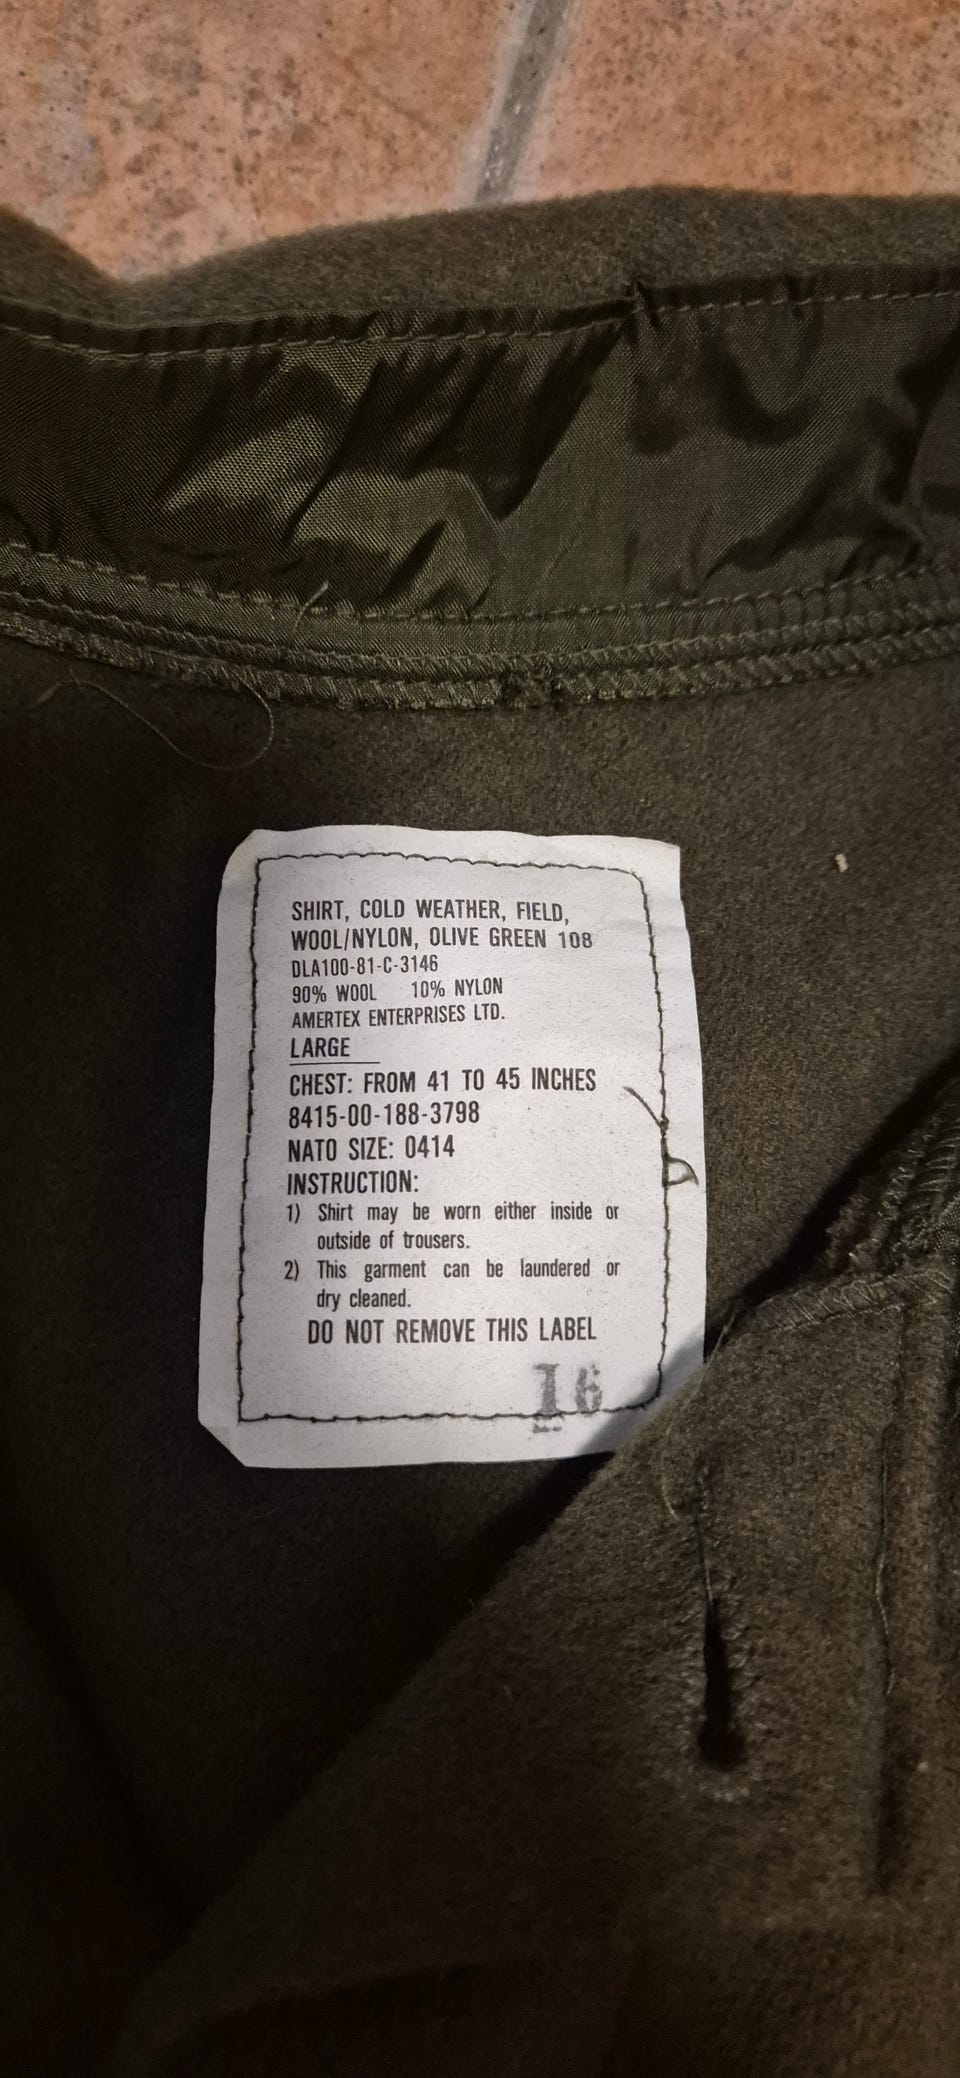 SHIRT, COLD WEATHER, FIELD,
WOOL/NYLON, OLIVE GREEN 108
DLA100-81-C-3146
90% WOOL 10% NYLON
AMERTEX ENTERPRISES LTD.
LARGE
CHEST: FROM 41 TO 45 INCHES
8415-00-188-3798
NATO SIZE: 0414
INSTRUCTION:
1) Shirt may be worn either inside or
outside of trousers.
2) This garment can be laundered or
dry cleaned.
DO NOT REMOVE THIS LABEL
16